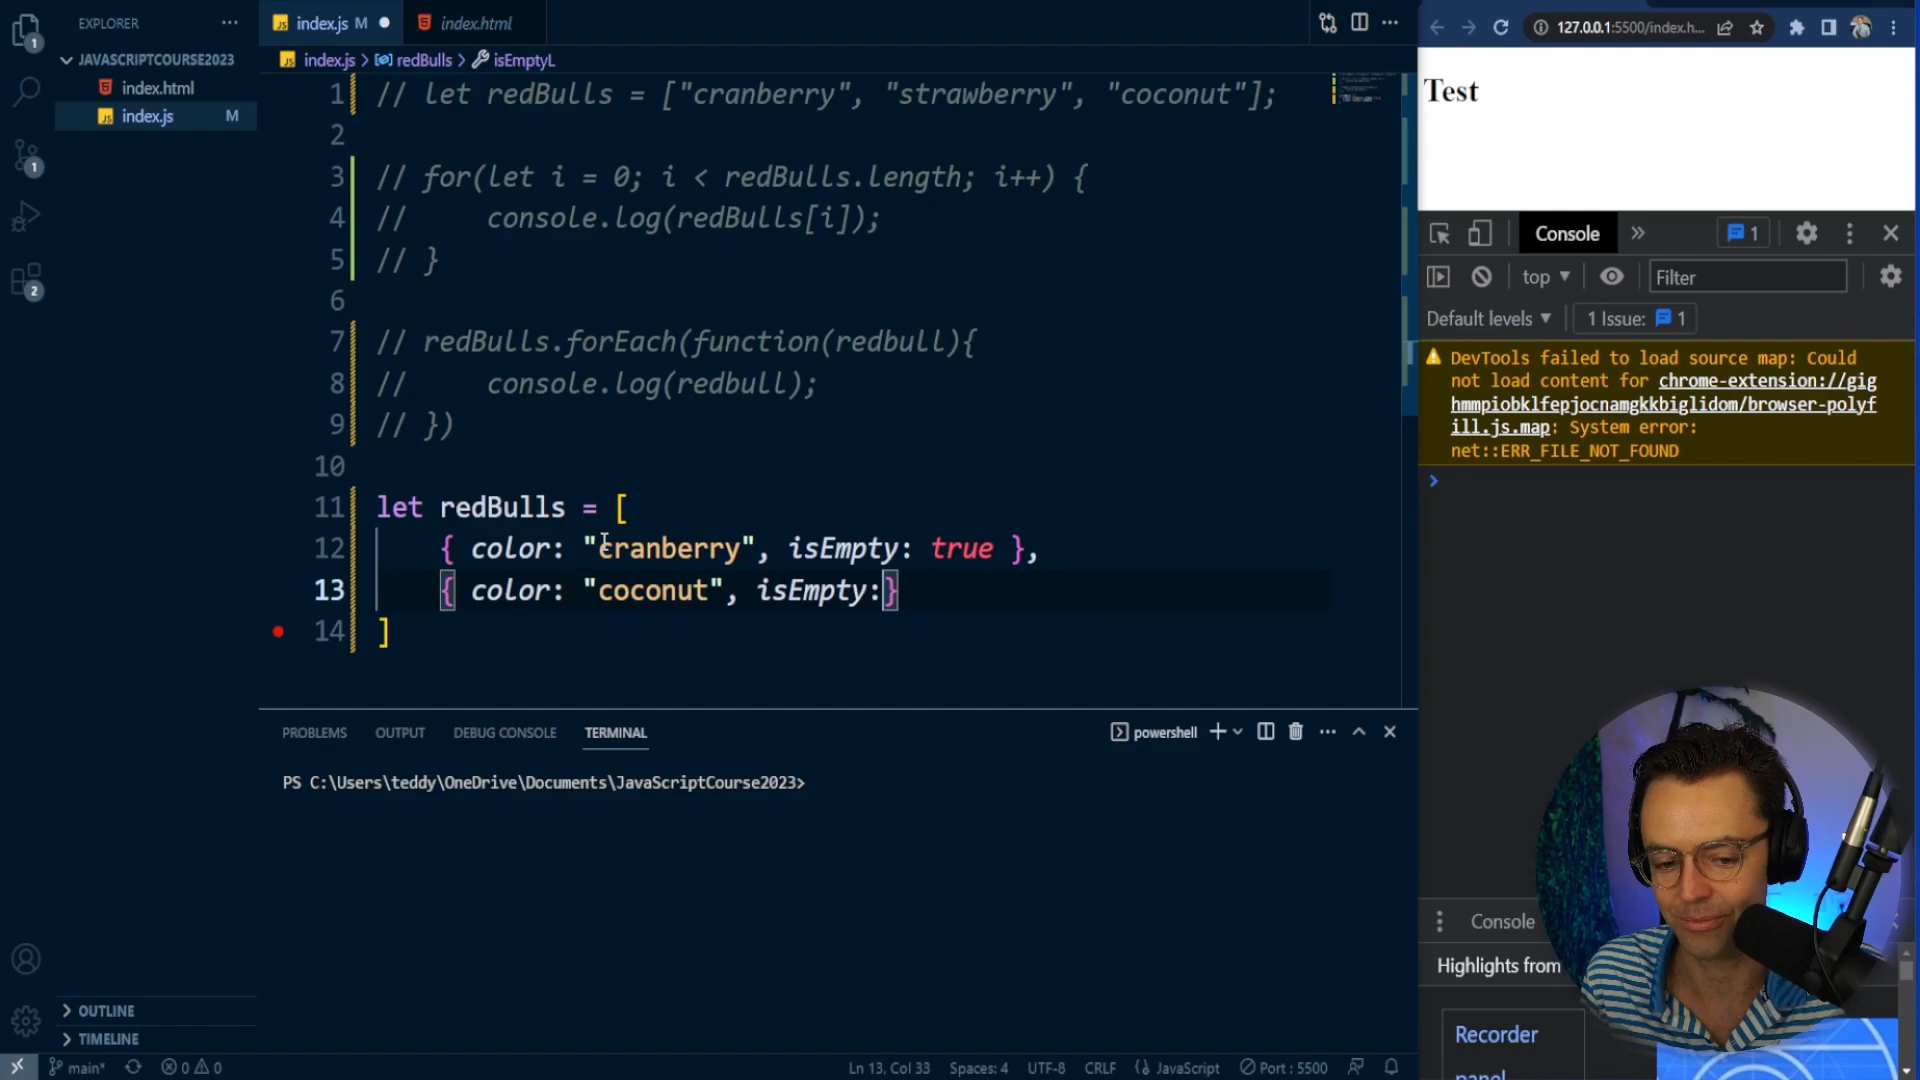 EXPLORER
JAVASCRIPTCOURSE2023
index.html
index.js M
1
1
2
OUTLINE
TIMELINE
index.js M
index.html
index.js > redBulls > isEmptyL
1 // let redBulls = ["cranberry", "strawberry", "coconut"];
2
3 // for(let i = 0; i < redBulls.length; i++) {
4 //     console.log(redBulls[i]);
5 // }
6
7 // redBulls.forEach(function(redbull){
8 //     console.log(redbull);
9 // })
10
11 let redBulls = [
12     { color: "cranberry", isEmpty: true },
13     { color: "coconut", isEmpty:}
14 ]
PROBLEMS OUTPUT DEBUG CONSOLE TERMINAL
powershell
PS C:\Users\teddy\OneDrive\Documents\JavaScriptCourse2023>
main* 0 0
Ln 13, Col 33 Spaces: 4 UTF-8 CRLF JavaScript Port : 5500
127.0.0.1:5500/index.h...
Test
Console 1
top Filter
Default levels 1 Issue: 1
DevTools failed to load source map: Could
not load content for chrome-extension://gig
hmmpiobklfepjocnamgkkbiglidom/browser-polyf
ill.js.map: System error:
net::ERR_FILE_NOT_FOUND
Console
Highlights from
Recorder
panel